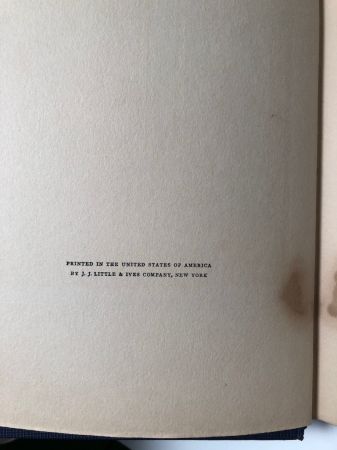 PRINTED IN THE UNITED STATES OF AMERICA
BY J. J. LITTLE & IVES COMPANY, NEW YORK